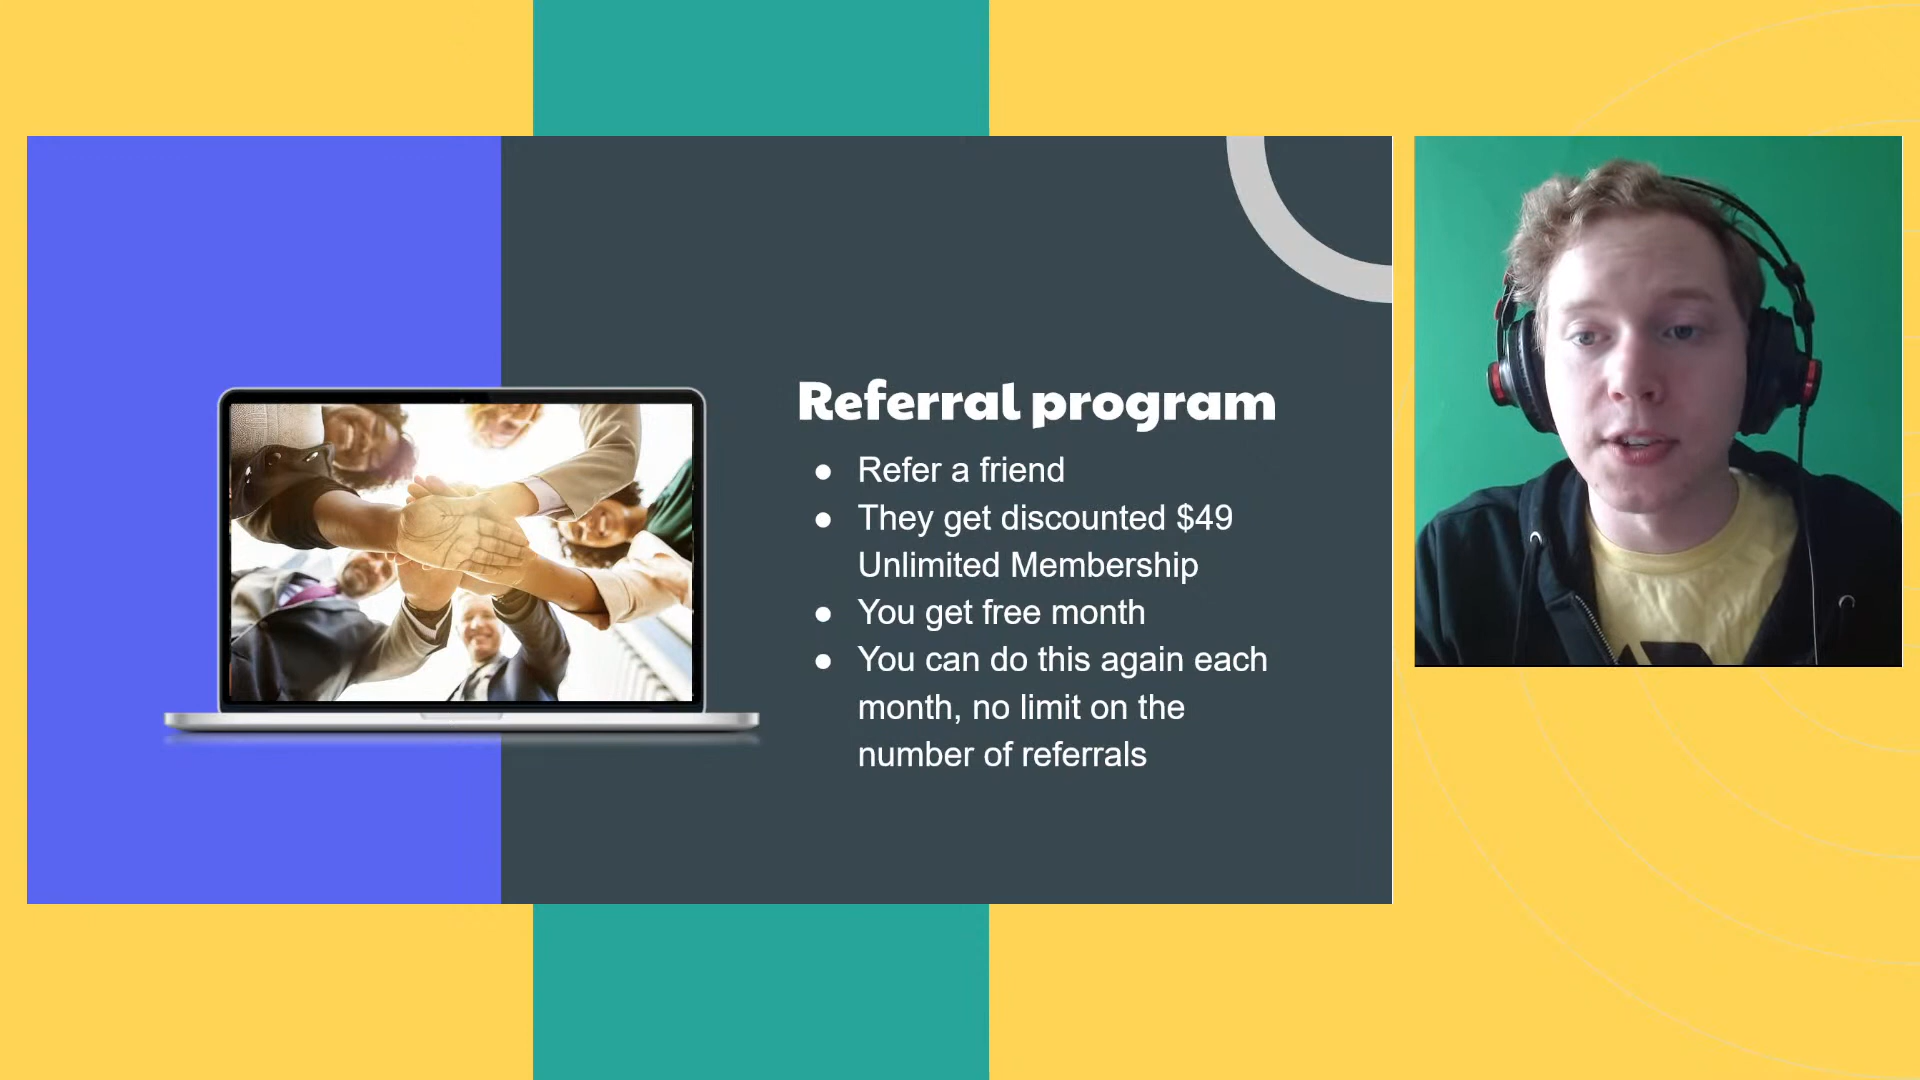 Referral program
● Refer a friend
● They get discounted $49
Unlimited Membership
● You get free month
● You can do this again each
month, no limit on the
number of referrals